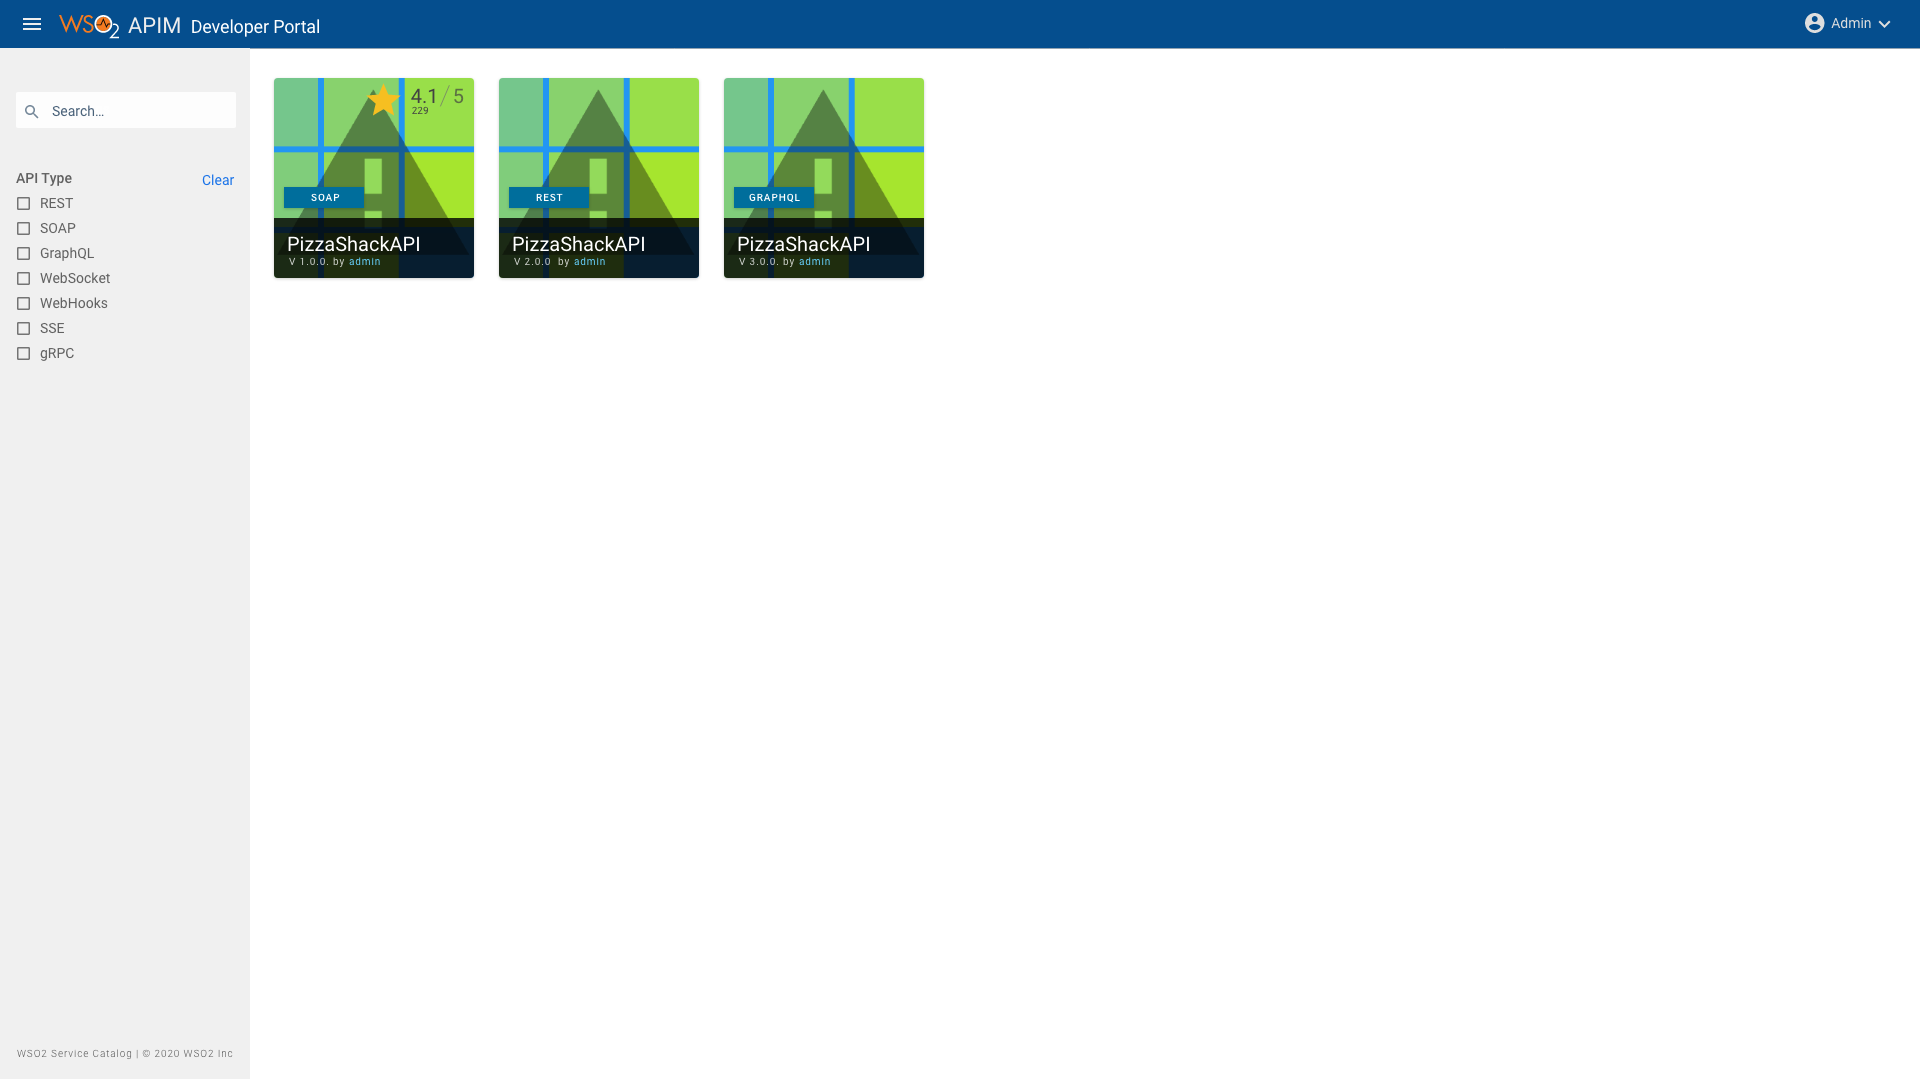 WSO2 APIM Developer Portal
Admin
Search...
API Type
Clear
REST
SOAP
GraphQL
WebSocket
WebHooks
SSE
gRPC
4.1 / 5
229
SOAP
PizzaShackAPI
V 1.0.0. by admin
REST
PizzaShackAPI
V 2.0.0 by admin
GRAPHQL
PizzaShackAPI
V 3.0.0. by admin
WSO2 Service Catalog | © 2020 WSO2 Inc